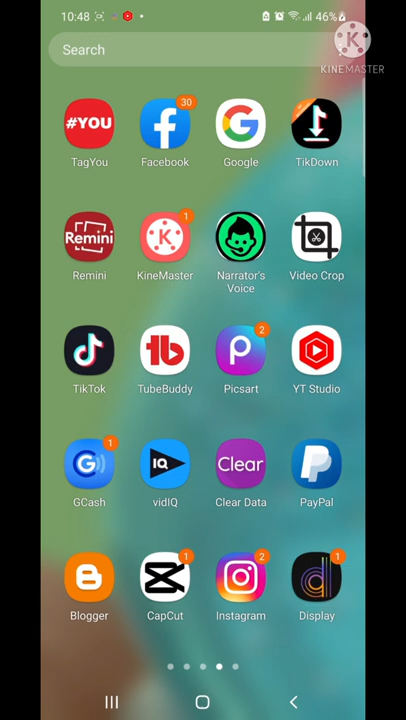 10:48
46%
Search
KINEMASTER
#YOU
30
TagYou
Facebook
Google
TikDown
Remini
1
Remini
KineMaster
Narrator's
Voice
Video Crop
2
TikTok
TubeBuddy
Picsart
YT Studio
1
IQ
Clear
GCash
vidIQ
Clear Data
PayPal
1
2
1
Blogger
CapCut
Instagram
Display